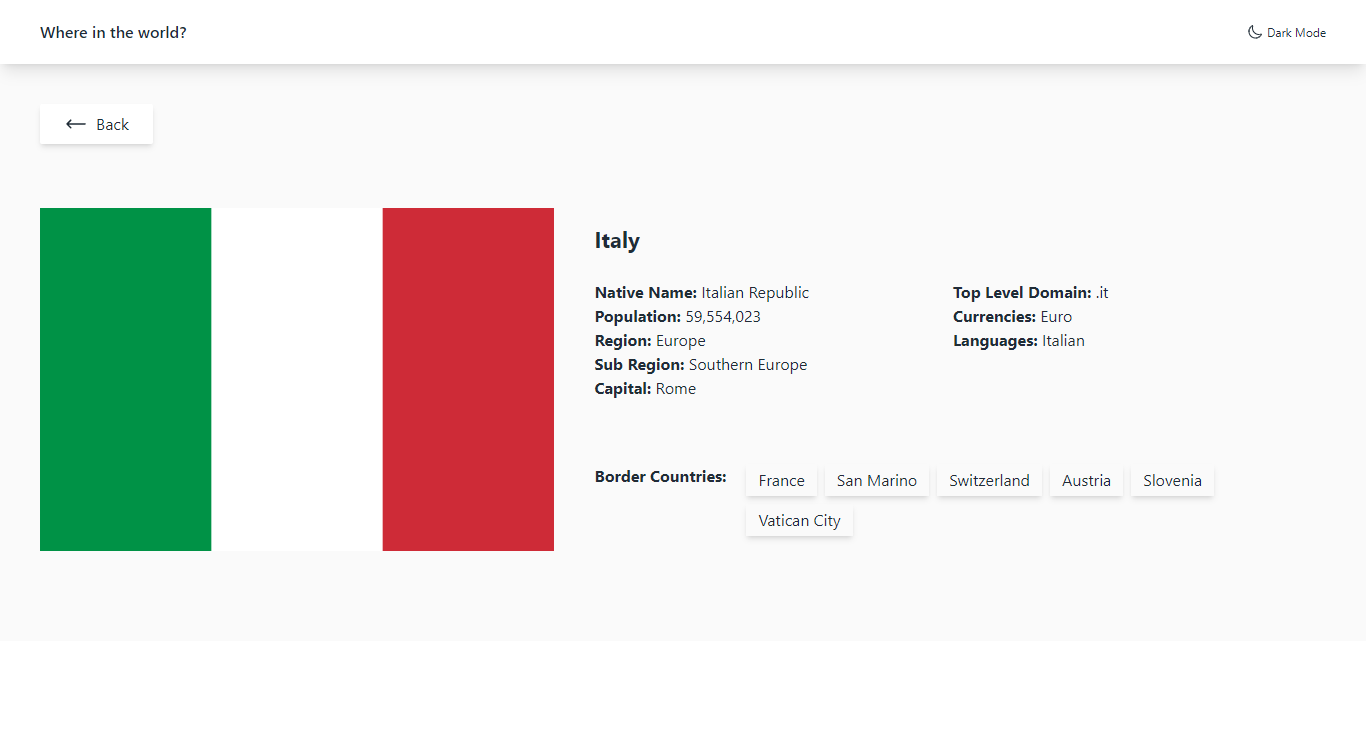 Where in the world?
Dark Mode
Back
Italy
Native Name: Italian Republic
Population: 59,554,023
Region: Europe
Sub Region: Southern Europe
Capital: Rome
Top Level Domain: .it
Currencies: Euro
Languages: Italian
Border Countries:
France San Marino Switzerland Austria Slovenia
Vatican City